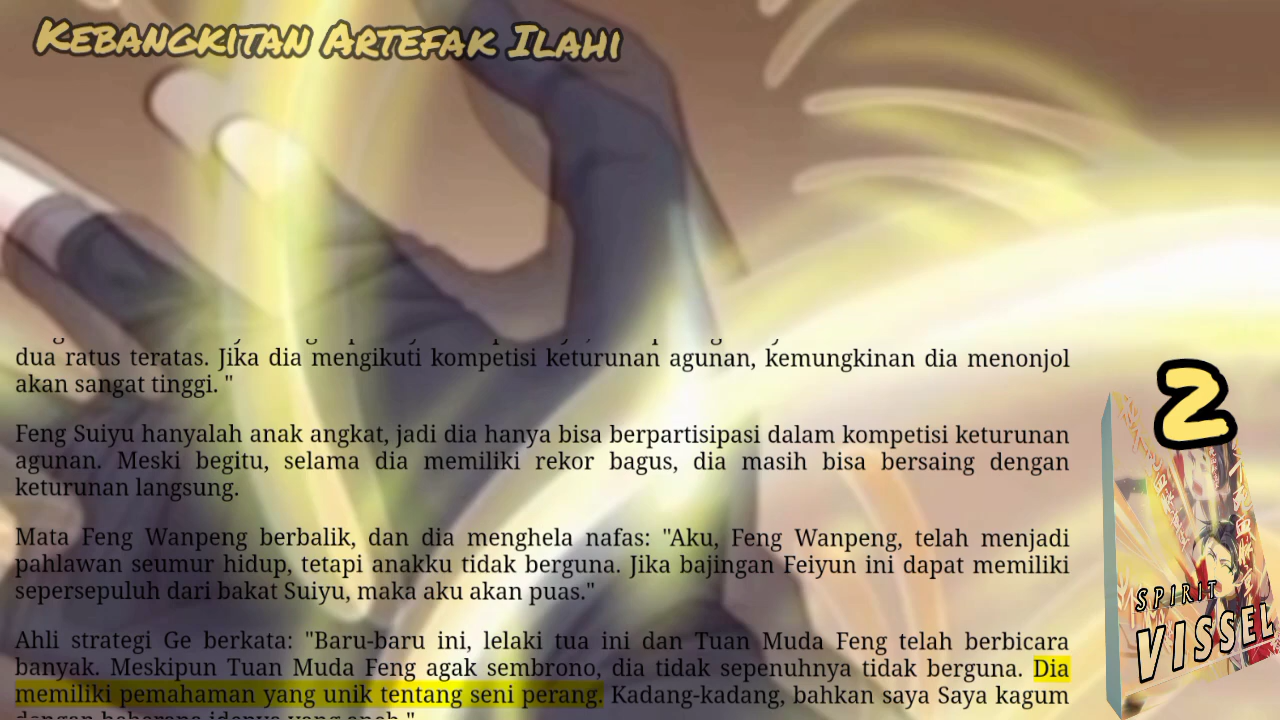 Kebangkitan Artefak Ilahi
dua ratus teratas. Jika dia mengikuti kompetisi keturunan agunan, kemungkinan dia menonjol
akan sangat tinggi. "
Feng Suiyu hanyalah anak angkat, jadi dia hanya bisa berpartisipasi dalam kompetisi keturunan
agunan. Meski begitu, selama dia memiliki rekor bagus, dia masih bisa bersaing dengan
keturunan langsung.
Mata Feng Wanpeng berbalik, dan dia menghela nafas: "Aku, Feng Wanpeng, telah menjadi
pahlawan seumur hidup, tetapi anakku tidak berguna. Jika bajingan Feiyun ini dapat memiliki
sepersepuluh dari bakat Suiyu, maka aku akan puas."
Ahli strategi Ge berkata: "Baru-baru ini, lelaki tua ini dan Tuan Muda Feng telah berbicara
banyak. Meskipun Tuan Muda Feng agak sembrono, dia tidak sepenuhnya tidak berguna. Dia
memiliki pemahaman yang unik tentang seni perang. Kadang-kadang, bahkan saya Saya kagum
2
SPIRIT
VISSEL